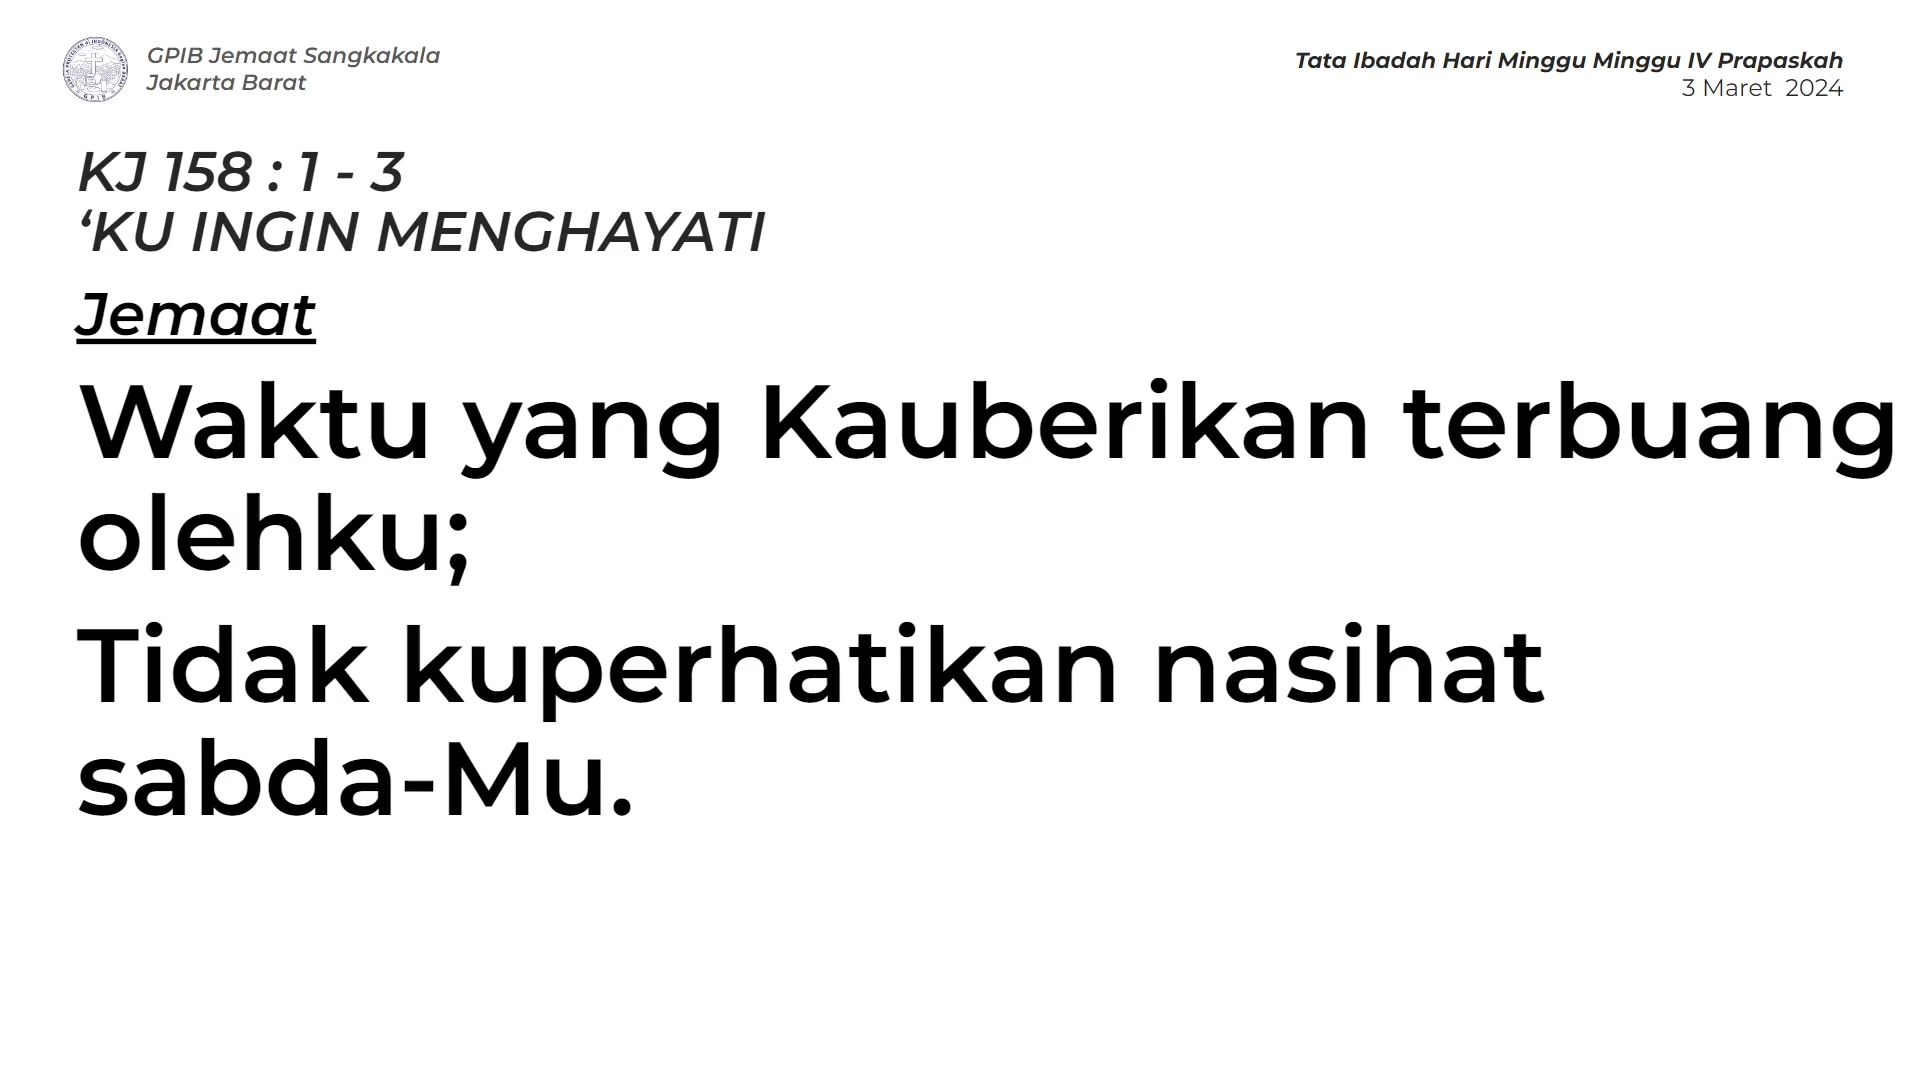 GPIB Jemaat Sangkakala
Jakarta Barat
Tata Ibadah Hari Minggu Minggu IV Prapaskah
3 Maret 2024
KJ 158 : 1 - 3
‘KU INGIN MENGHAYATI
Jemaat
Waktu yang Kauberikan terbuang
olehku;
Tidak kuperhatikan nasihat
sabda-Mu.